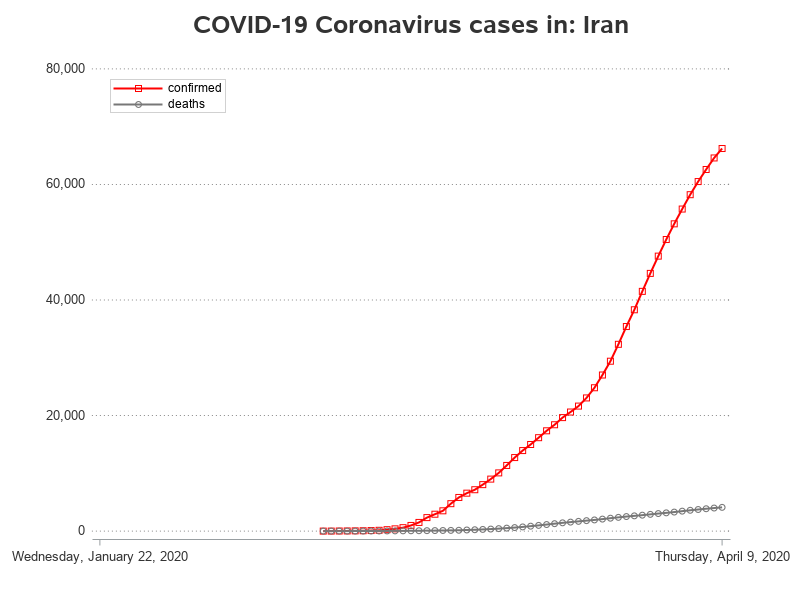 COVID-19 Coronavirus cases in: Iran
80,000
confirmed
deaths
60,000
40,000
20,000
0
Wednesday, January 22, 2020
Thursday, April 9, 2020